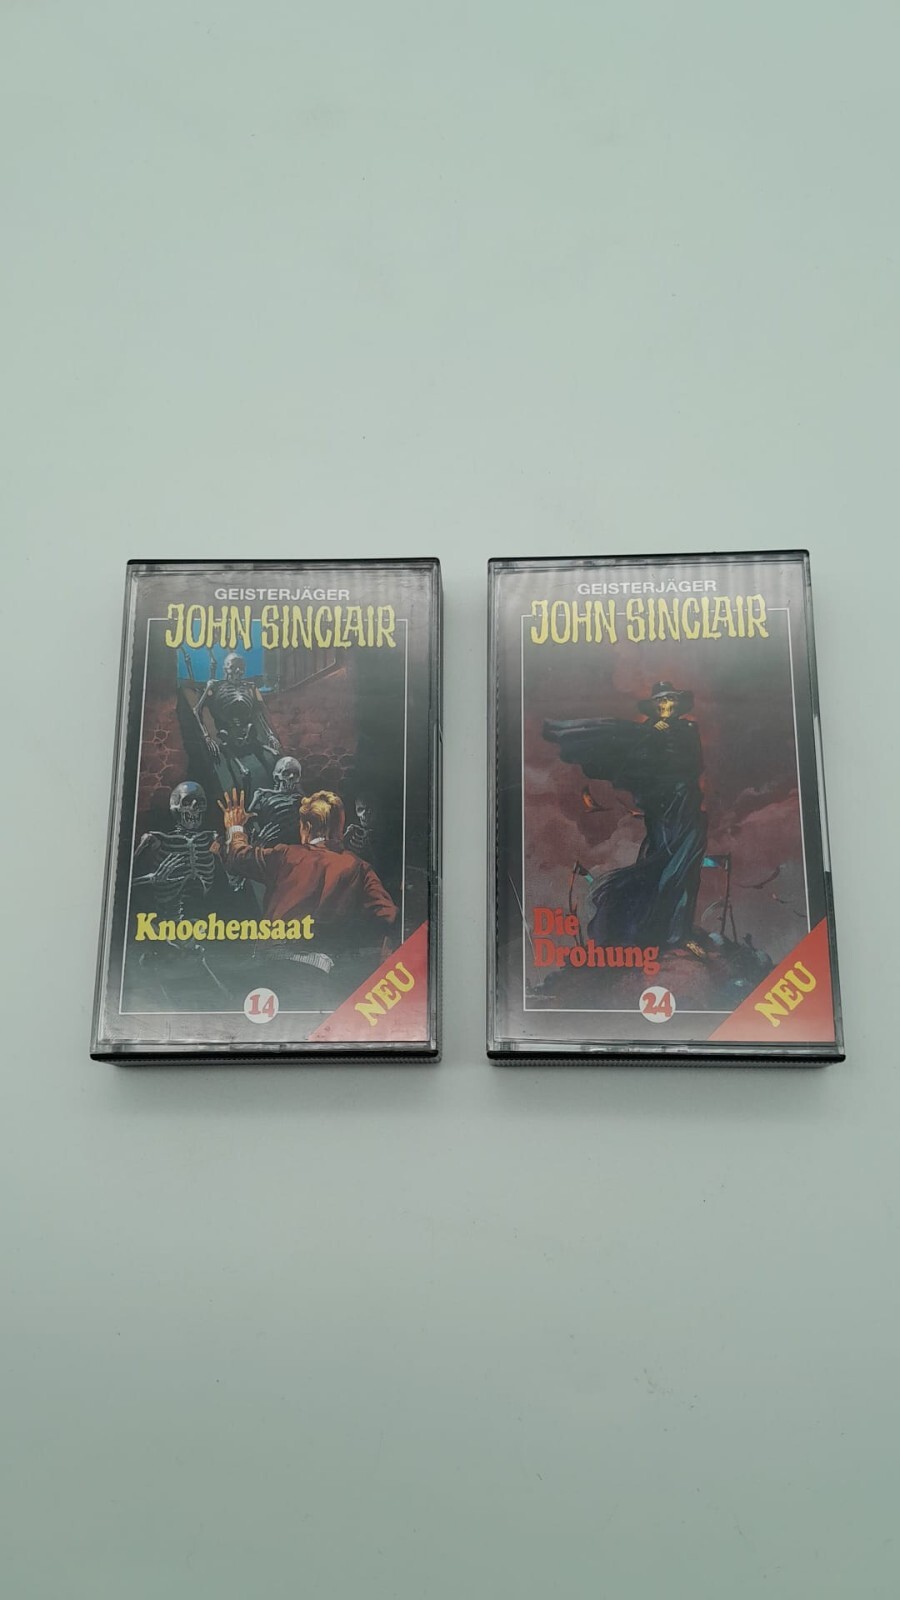 GEISTERJÄGER
JOHN SINCLAIR
Knochensaat
14
NEU
GEISTERJÄGER
JOHN SINCLAIR
Die
Drohung
24
NEU